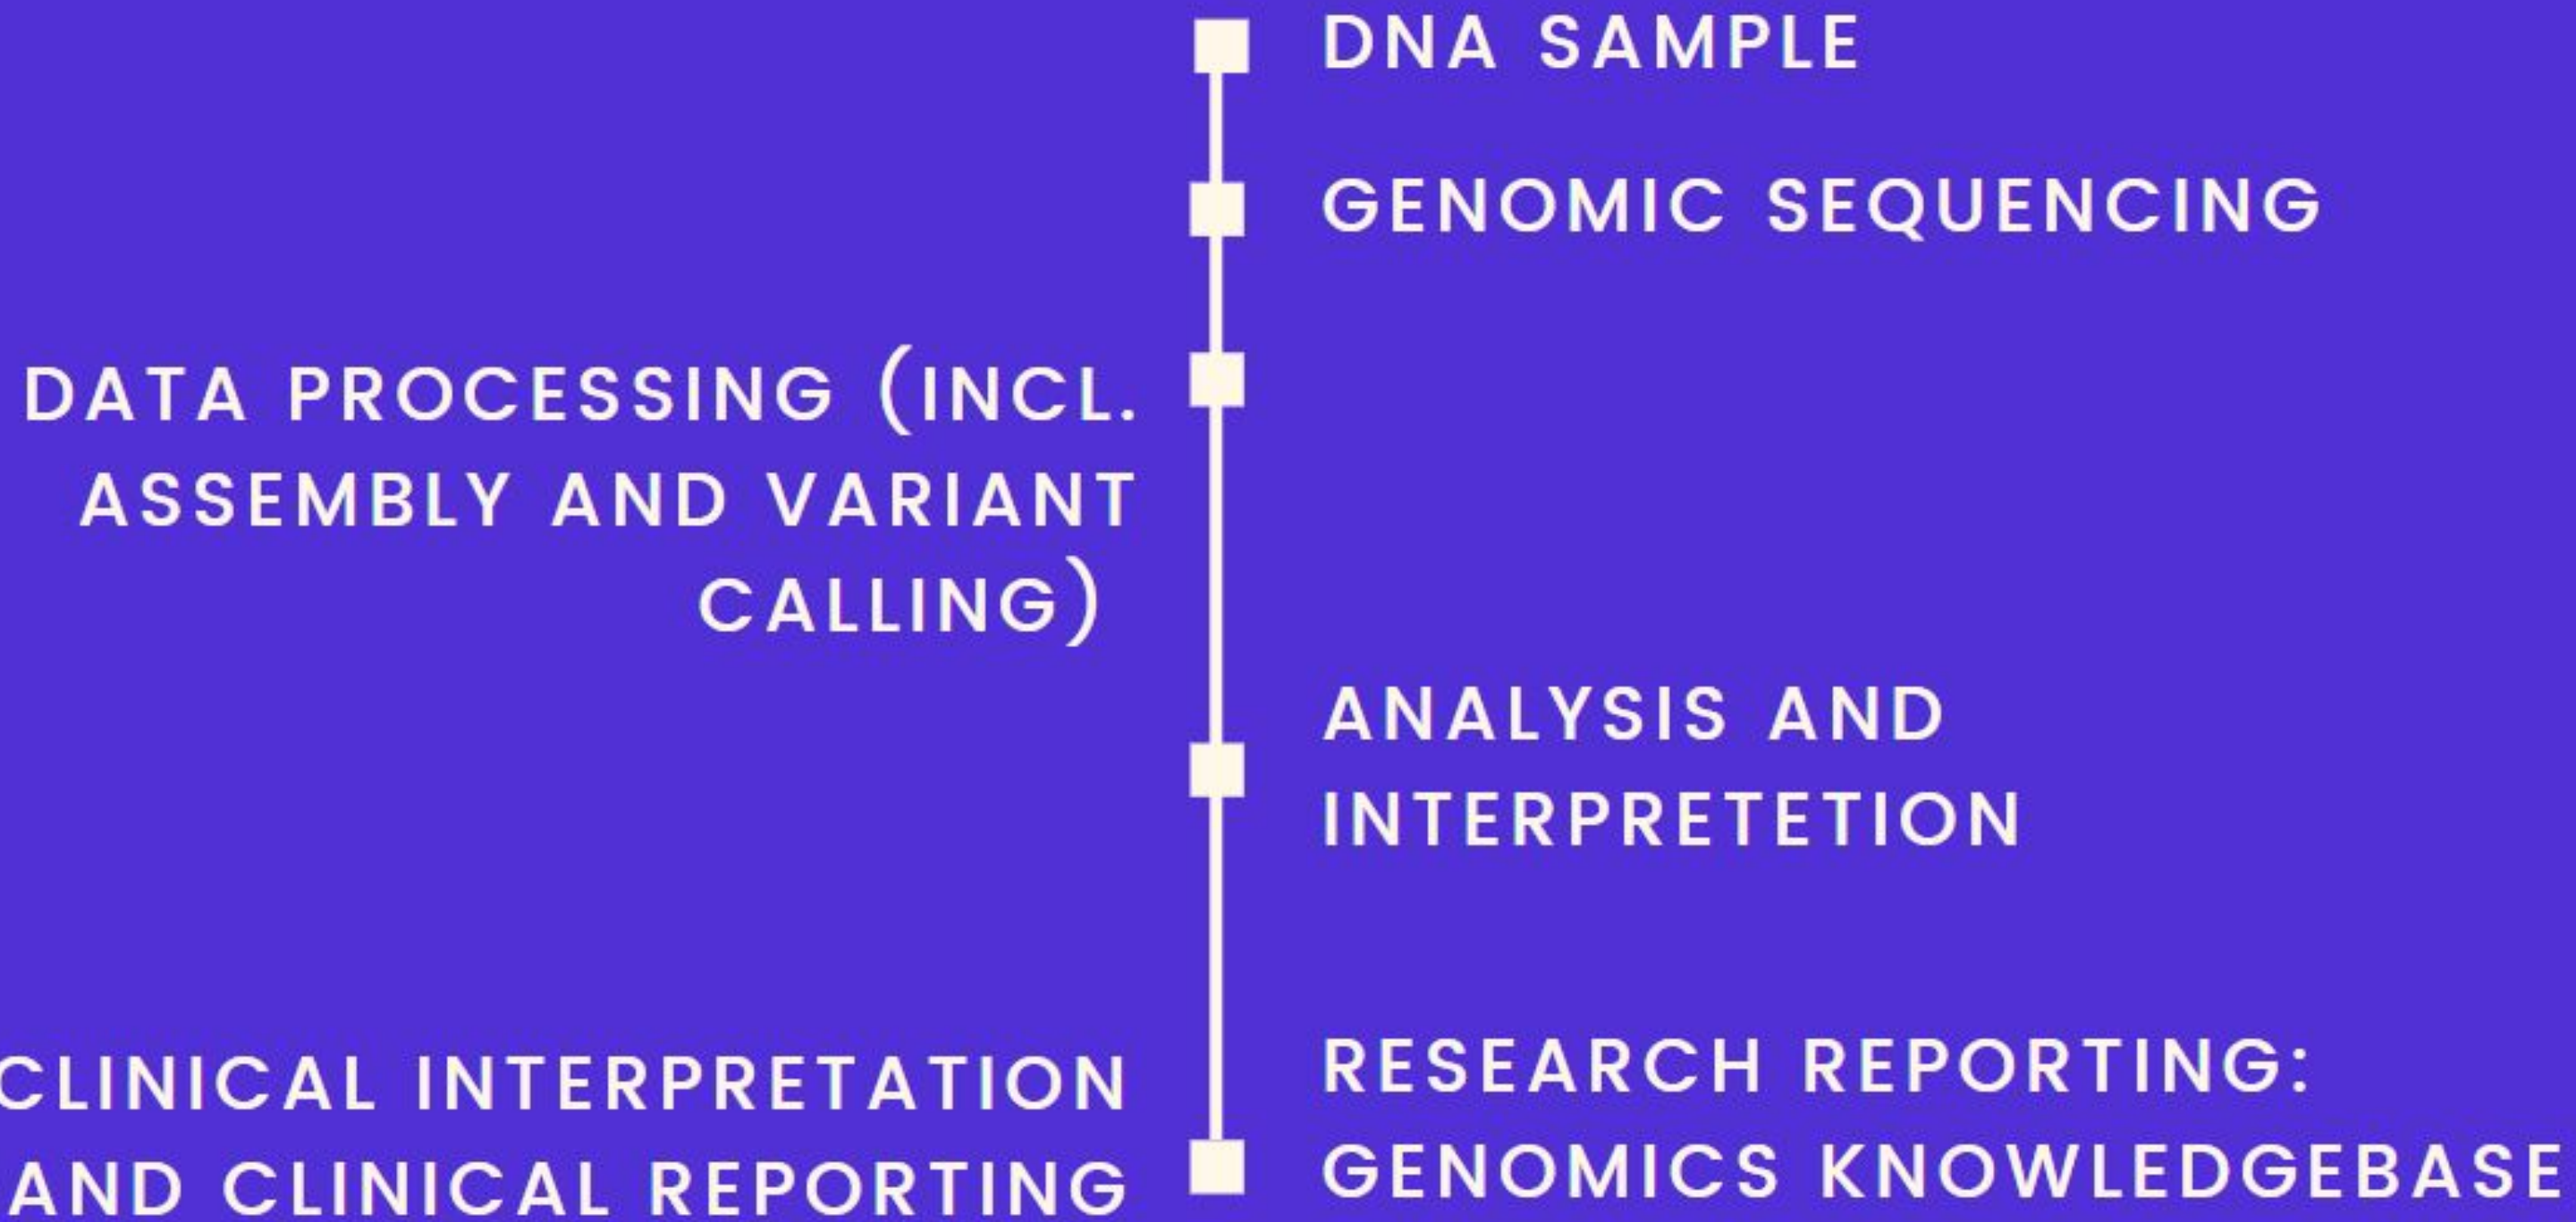 DNA SAMPLE
GENOMIC SEQUENCING
DATA PROCESSING (INCL.
ASSEMBLY AND VARIANT
CALLING)
ANALYSIS AND
INTERPRETETION
CLINICAL INTERPRETATION
AND CLINICAL REPORTING
RESEARCH REPORTING:
GENOMICS KNOWLEDGEBASE